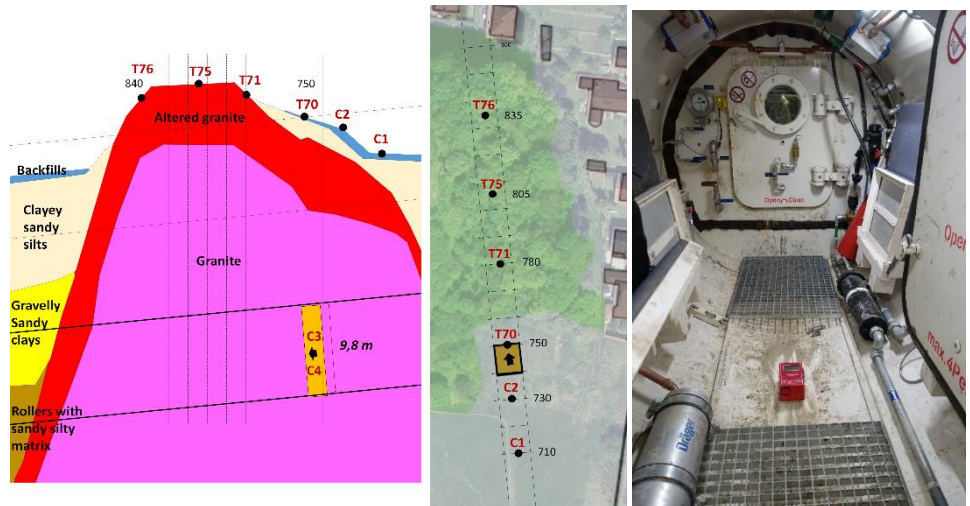 T76
T75
T71
840
750
T70
C2
C1
Altered granite
Backfills
Clayey
sandy
silts
Granite
Gravelly
Sandy
clays
C3
C4
9,8 m
Rollers with
sandy silty
matrix
T76
835
T75
805
T71
780
T70
750
C2
730
C1
710
Open
Close
Open
max.4Pe
Dräger